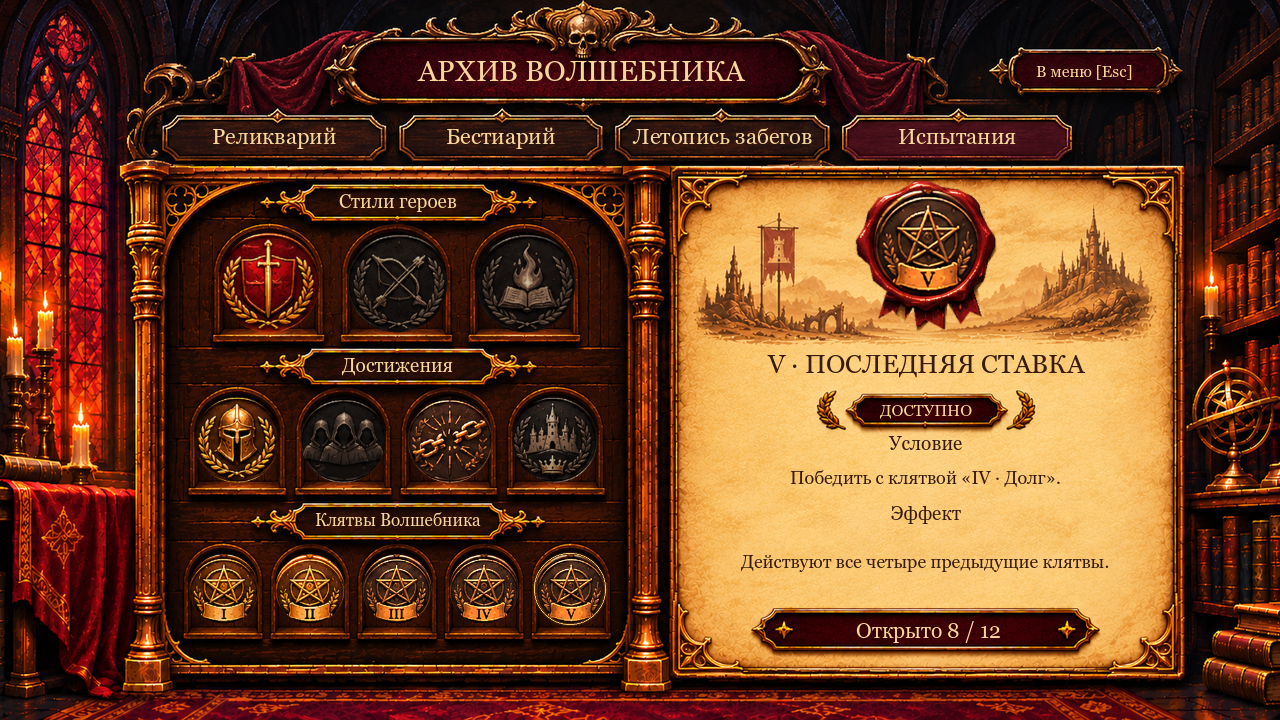 АРХИВ ВОЛШЕБНИКА
В меню [Esc]
Реликварий
Бестиарий
Летопись забегов
Испытания
Стили героев
Достижения
Клятвы Волшебника
I
II
III
IV
V
V
V · ПОСЛЕДНЯЯ СТАВКА
ДОСТУПНО
Условие
Победить с клятвой «IV · Долг».
Эффект
Действуют все четыре предыдущие клятвы.
Открыто 8 / 12